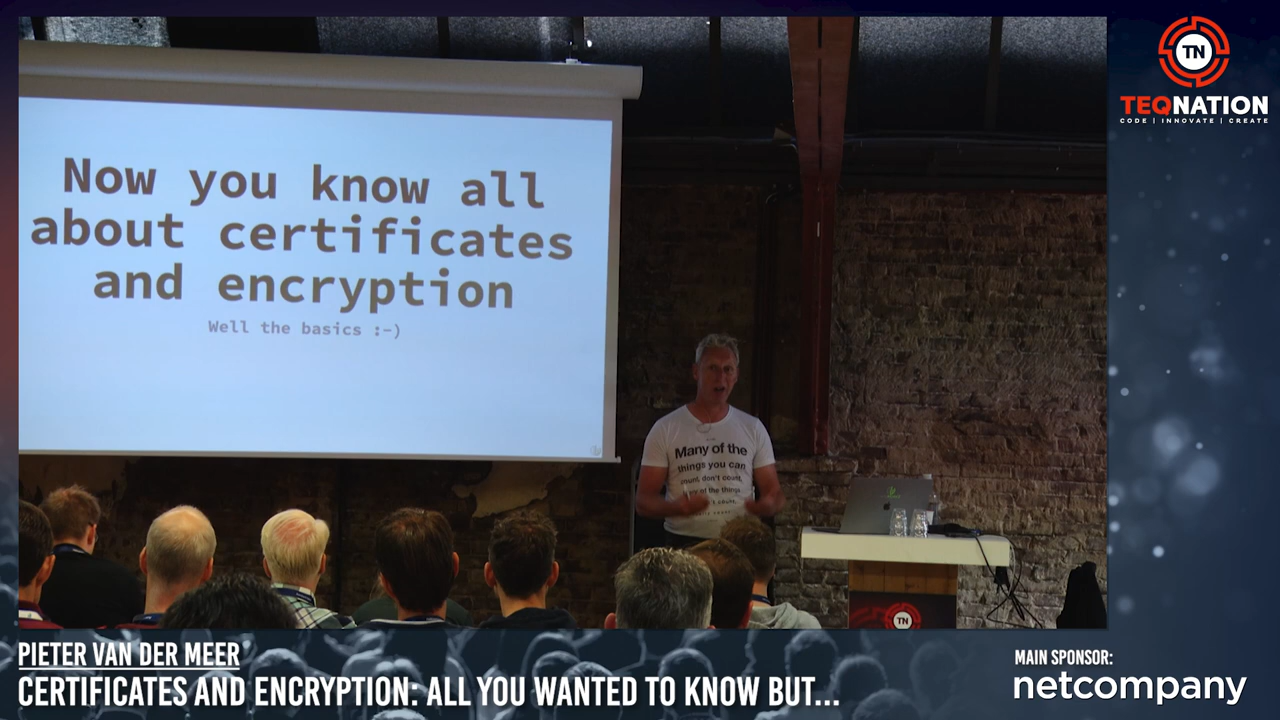 Now you know all
about certificates
and encryption
Well the basics :-)
Many of the
things you can
count, don't count.
TN
TEQNATION
CODE | INNOVATE | CREATE
TN
PIETER VAN DER MEER
CERTIFICATES AND ENCRYPTION: ALL YOU WANTED TO KNOW BUT...
MAIN SPONSOR:
netcompany